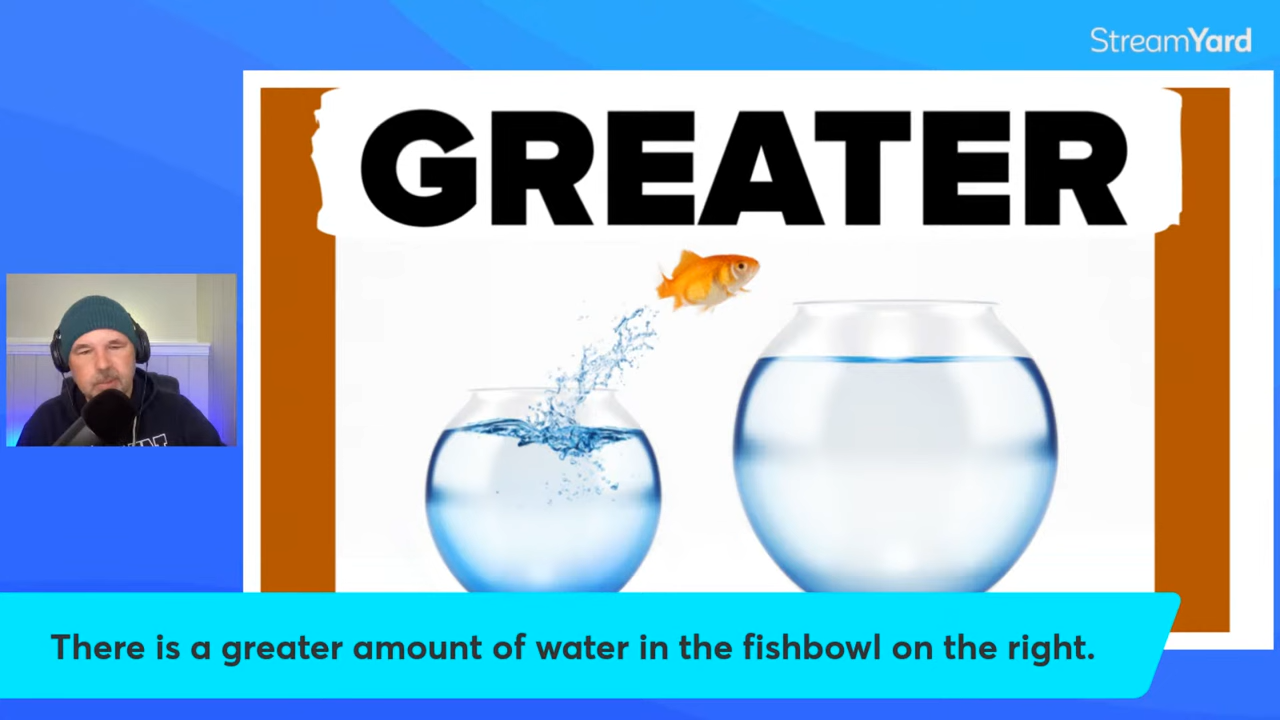 StreamYard
GREATER
There is a greater amount of water in the fishbowl on the right.